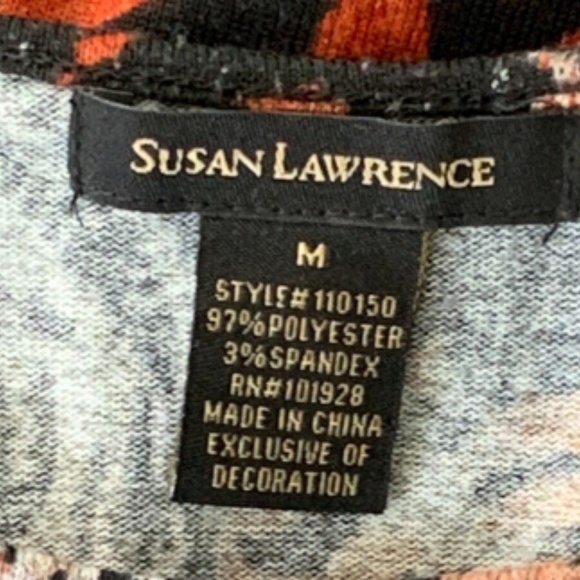 SUSAN LAWRENCE
M
STYLE# 110150
97% POLYESTER
3% SPANDEX
RN# 101928
MADE IN CHINA
EXCLUSIVE OF
DECORATION